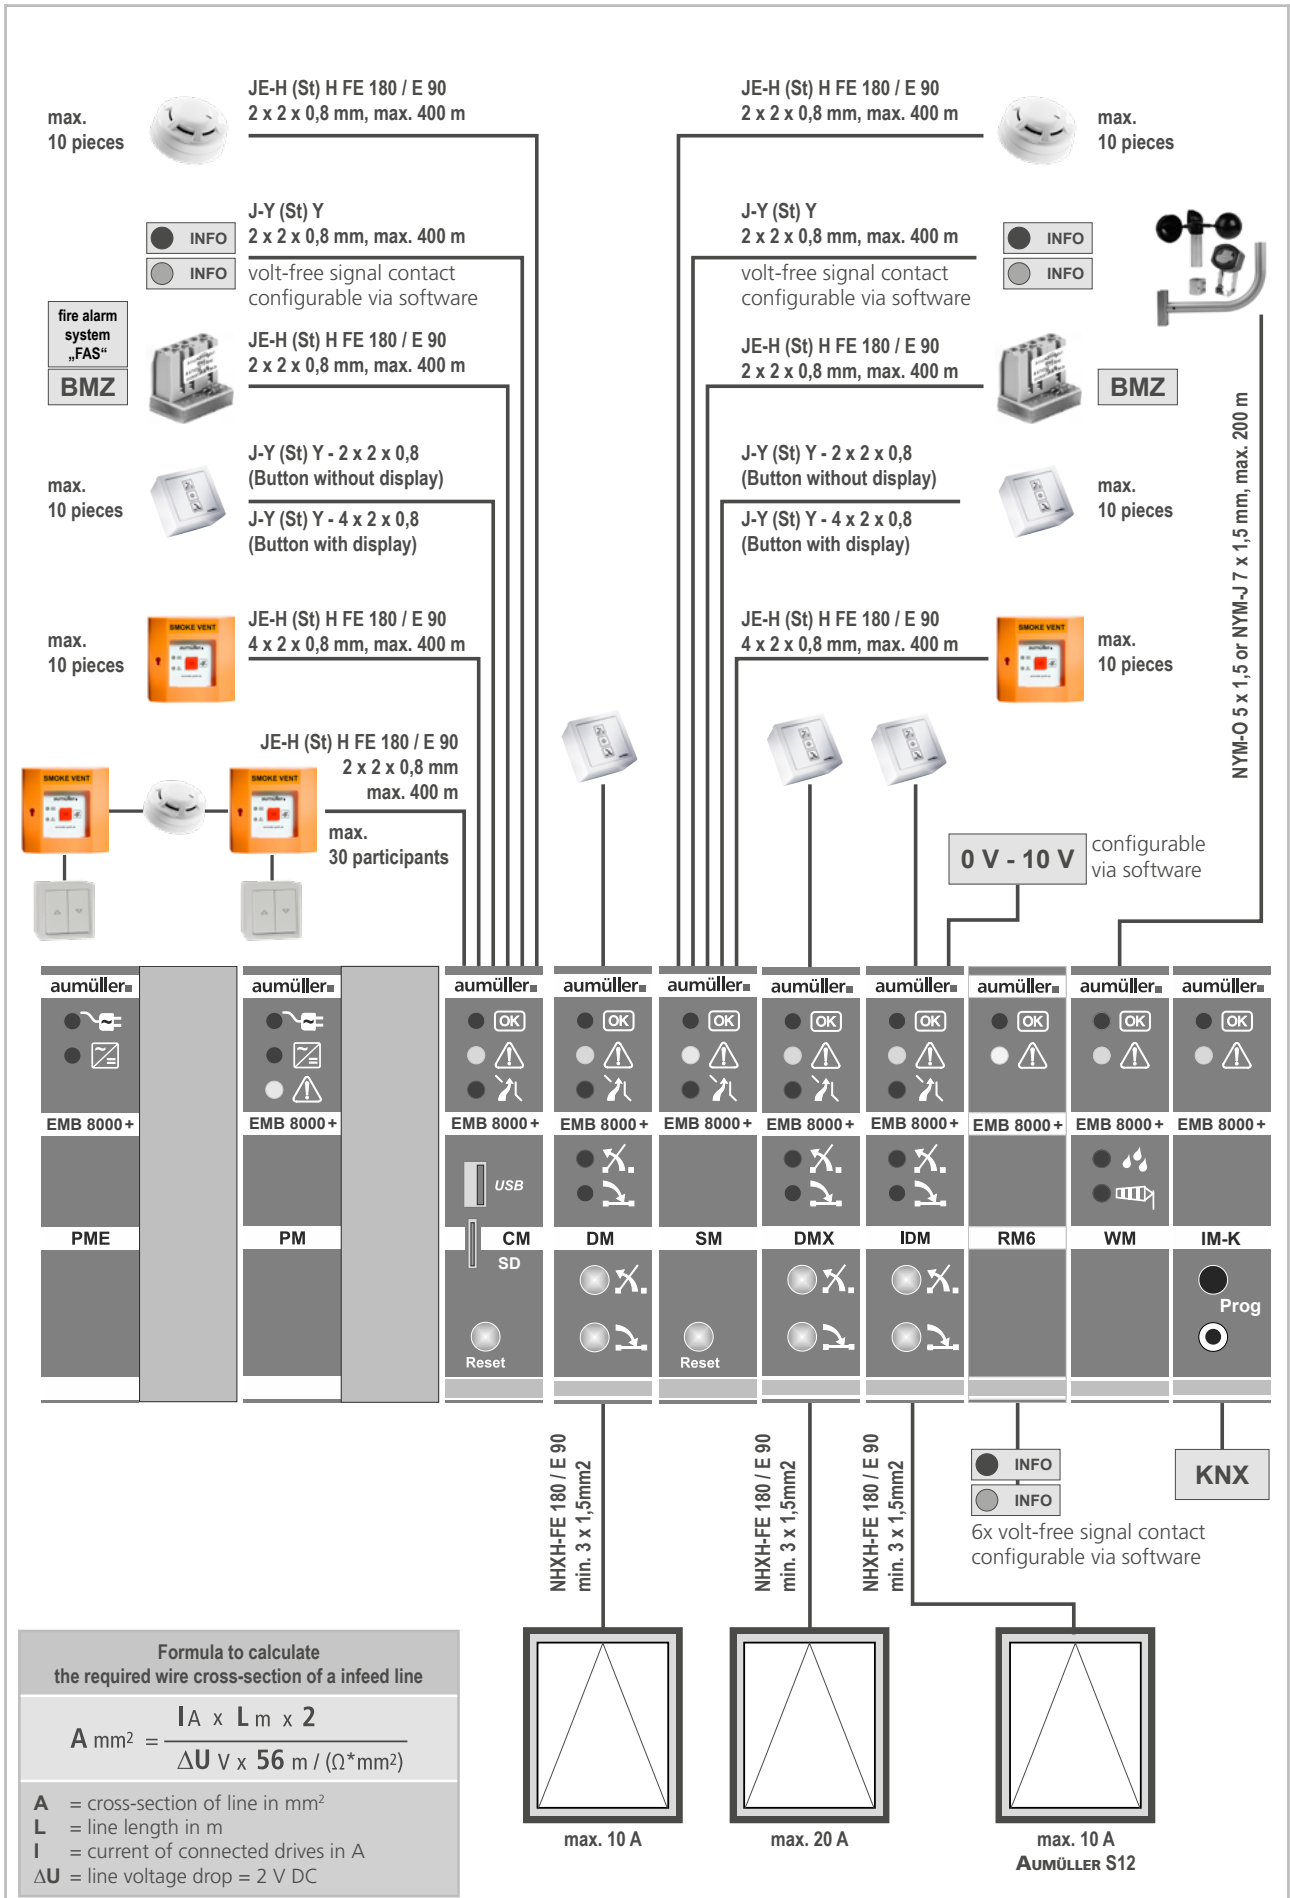 JE-H (St) H FE 180 / E 90
2 x 2 x 0,8 mm, max. 400 m
max.
10 pieces
J-Y (St) Y
2 x 2 x 0,8 mm, max. 400 m
INFO
INFO
volt-free signal contact
configurable via software
fire alarm
system
„FAS“
BMZ
JE-H (St) H FE 180 / E 90
2 x 2 x 0,8 mm, max. 400 m
J-Y (St) Y - 2 x 2 x 0,8
(Button without display)
max.
10 pieces
J-Y (St) Y - 4 x 2 x 0,8
(Button with display)
SMOKE VENT
aumüller
JE-H (St) H FE 180 / E 90
4 x 2 x 0,8 mm, max. 400 m
max.
10 pieces
JE-H (St) H FE 180 / E 90
2 x 2 x 0,8 mm
max. 400 m
SMOKE VENT
aumüller
SMOKE VENT
aumüller
max.
30 participants
JE-H (St) H FE 180 / E 90
2 x 2 x 0,8 mm, max. 400 m
max.
10 pieces
J-Y (St) Y
2 x 2 x 0,8 mm, max. 400 m
INFO
INFO
volt-free signal contact
configurable via software
JE-H (St) H FE 180 / E 90
2 x 2 x 0,8 mm, max. 400 m
BMZ
J-Y (St) Y - 2 x 2 x 0,8
(Button without display)
max.
10 pieces
J-Y (St) Y - 4 x 2 x 0,8
(Button with display)
JE-H (St) H FE 180 / E 90
4 x 2 x 0,8 mm, max. 400 m
SMOKE VENT
aumüller
max.
10 pieces
NYM-O 5 x 1,5 or NYM-J 7 x 1,5 mm, max. 200 m
0 V - 10 V
configurable
via software
aumüller
EMB 8000+
PME
aumüller
EMB 8000+
PM
aumüller
OK
EMB 8000+
USB
CM
SD
Reset
aumüller
OK
EMB 8000+
DM
aumüller
OK
EMB 8000+
SM
Reset
aumüller
OK
EMB 8000+
DMX
aumüller
OK
EMB 8000+
IDM
aumüller
OK
EMB 8000+
RM6
aumüller
OK
EMB 8000+
WM
aumüller
OK
EMB 8000+
IM-K
Prog
NHXH-FE 180 / E 90
min. 3 x 1,5mm2
NHXH-FE 180 / E 90
min. 3 x 1,5mm2
NHXH-FE 180 / E 90
min. 3 x 1,5mm2
INFO
INFO
6x volt-free signal contact
configurable via software
KNX
max. 10 A
max. 20 A
max. 10 A
AUMÜLLER S12
Formula to calculate
the required wire cross-section of a infeed line
A mm² = I A x L m x 2
ΔU V x 56 m / (Ω*mm²)
A = cross-section of line in mm²
L = line length in m
I = current of connected drives in A
ΔU = line voltage drop = 2 V DC